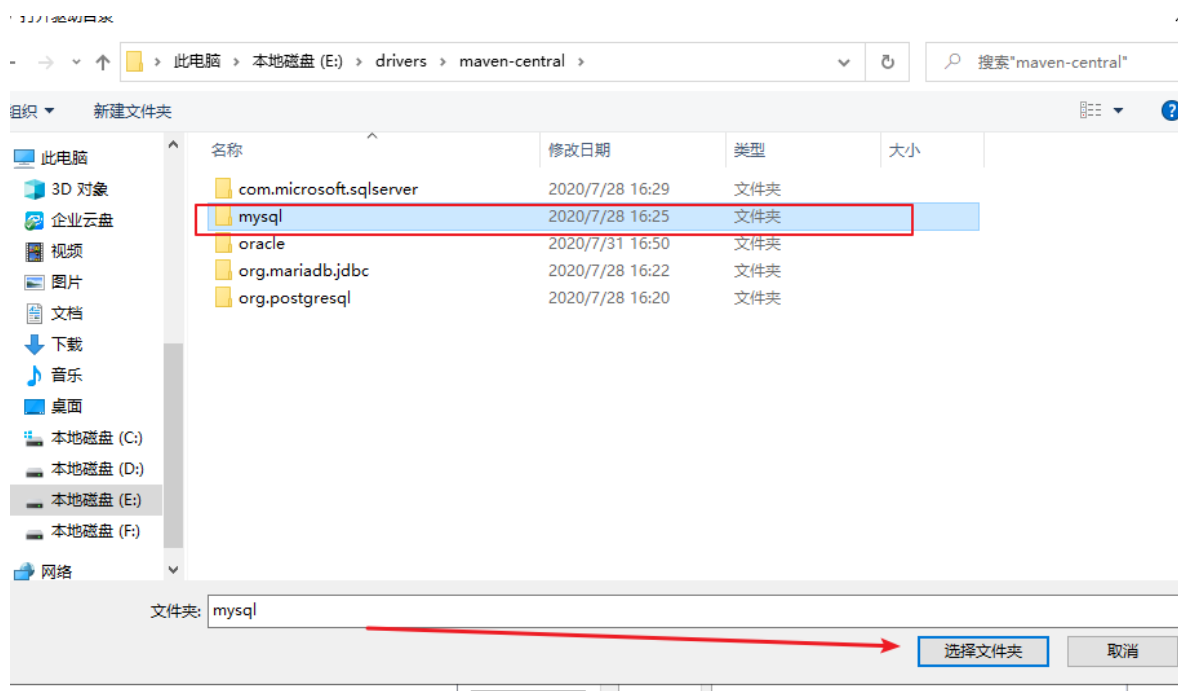 打开驱动目录
此电脑 › 本地磁盘 (E:) › drivers › maven-central ›
搜索"maven-central"
组织
新建文件夹
名称 修改日期 类型 大小
com.microsoft.sqlserver 2020/7/28 16:29 文件夹
mysql 2020/7/28 16:25 文件夹
oracle 2020/7/31 16:50 文件夹
org.mariadb.jdbc 2020/7/28 16:22 文件夹
org.postgresql 2020/7/28 16:20 文件夹
此电脑
3D 对象
企业云盘
视频
图片
文档
下载
音乐
桌面
本地磁盘 (C:)
本地磁盘 (D:)
本地磁盘 (E:)
本地磁盘 (F:)
网络
文件夹: mysql
选择文件夹 取消